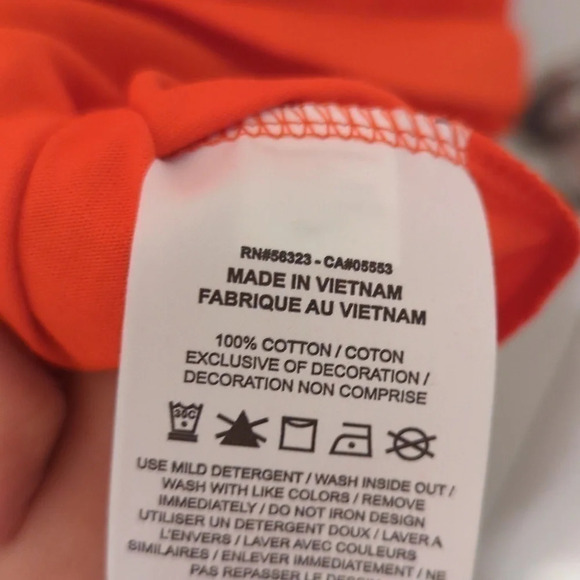 RN#56323 - CA#05553
MADE IN VIETNAM
FABRIQUE AU VIETNAM
100% COTTON / COTON
EXCLUSIVE OF DECORATION /
DECORATION NON COMPRISE
30C
USE MILD DETERGENT / WASH INSIDE OUT /
WASH WITH LIKE COLORS / REMOVE
IMMEDIATELY / DO NOT IRON DESIGN
UTILISER UN DETERGENT DOUX / LAVER A
L'ENVERS / LAVER AVEC COULEURS
SIMILAIRES / ENLEVER IMMEDIATEMENT / NE
PAS REPASSER LE